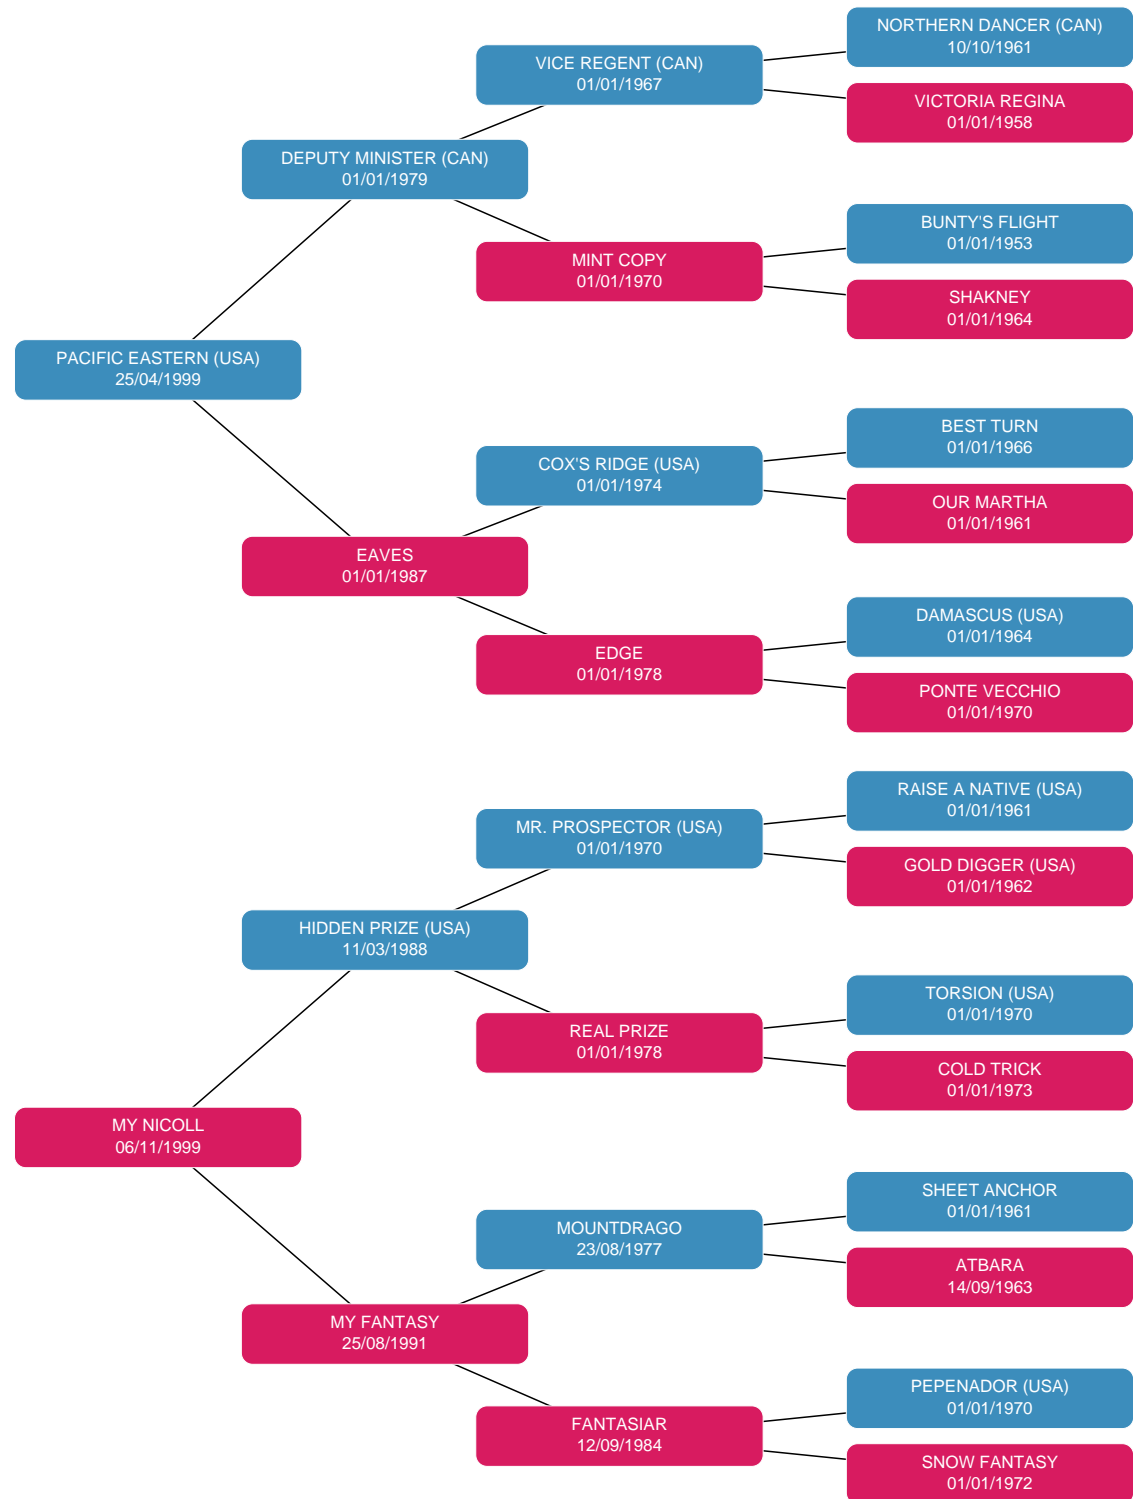 NORTHERN DANCER (CAN)
10/10/1961
VICE REGENT (CAN)
01/01/1967
VICTORIA REGINA
01/01/1958
DEPUTY MINISTER (CAN)
01/01/1979
BUNTY'S FLIGHT
01/01/1953
MINT COPY
01/01/1970
SHAKNEY
01/01/1964
PACIFIC EASTERN (USA)
25/04/1999
BEST TURN
01/01/1966
COX'S RIDGE (USA)
01/01/1974
OUR MARTHA
01/01/1961
EAVES
01/01/1987
DAMASCUS (USA)
01/01/1964
EDGE
01/01/1978
PONTE VECCHIO
01/01/1970
RAISE A NATIVE (USA)
01/01/1961
MR. PROSPECTOR (USA)
01/01/1970
GOLD DIGGER (USA)
01/01/1962
HIDDEN PRIZE (USA)
11/03/1988
TORSION (USA)
01/01/1970
REAL PRIZE
01/01/1978
COLD TRICK
01/01/1973
MY NICOLL
06/11/1999
SHEET ANCHOR
01/01/1961
MOUNTDRAGO
23/08/1977
ATBARA
14/09/1963
MY FANTASY
25/08/1991
PEPENADOR (USA)
01/01/1970
FANTASIAR
12/09/1984
SNOW FANTASY
01/01/1972